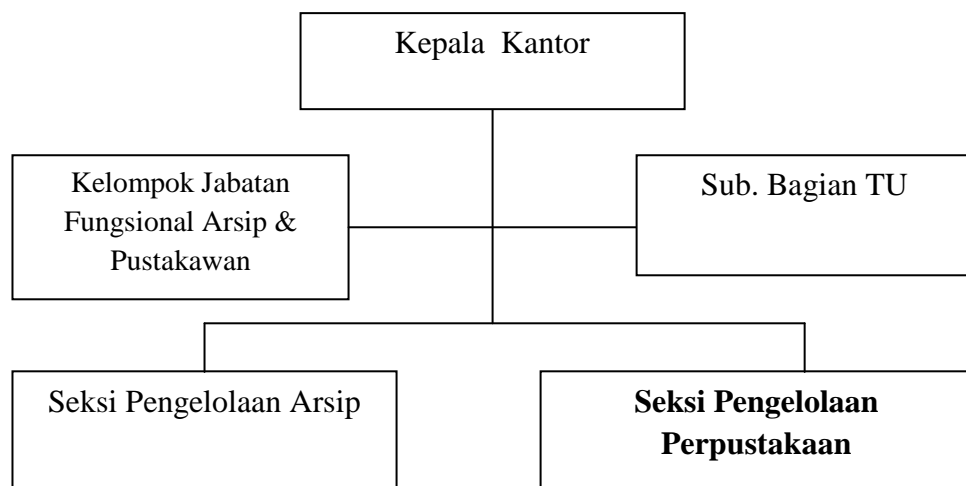 Kepala Kantor
Kelompok Jabatan
Fungsional Arsip &
Pustakawan
Sub. Bagian TU
Seksi Pengelolaan Arsip
Seksi Pengelolaan
Perpustakaan